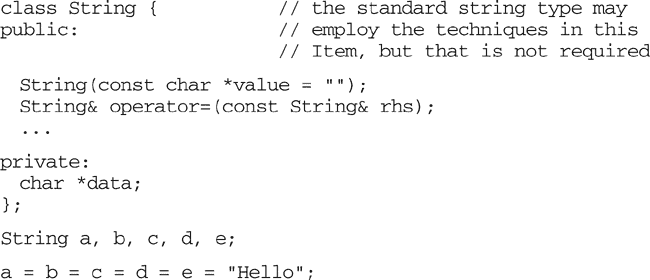 class String {          // the standard string type may
public:                 // employ the techniques in this
                        // Item, but that is not required
  String(const char *value = "");
  String& operator=(const String& rhs);
  ...
private:
  char *data;
};
String a, b, c, d, e;
a = b = c = d = e = "Hello";